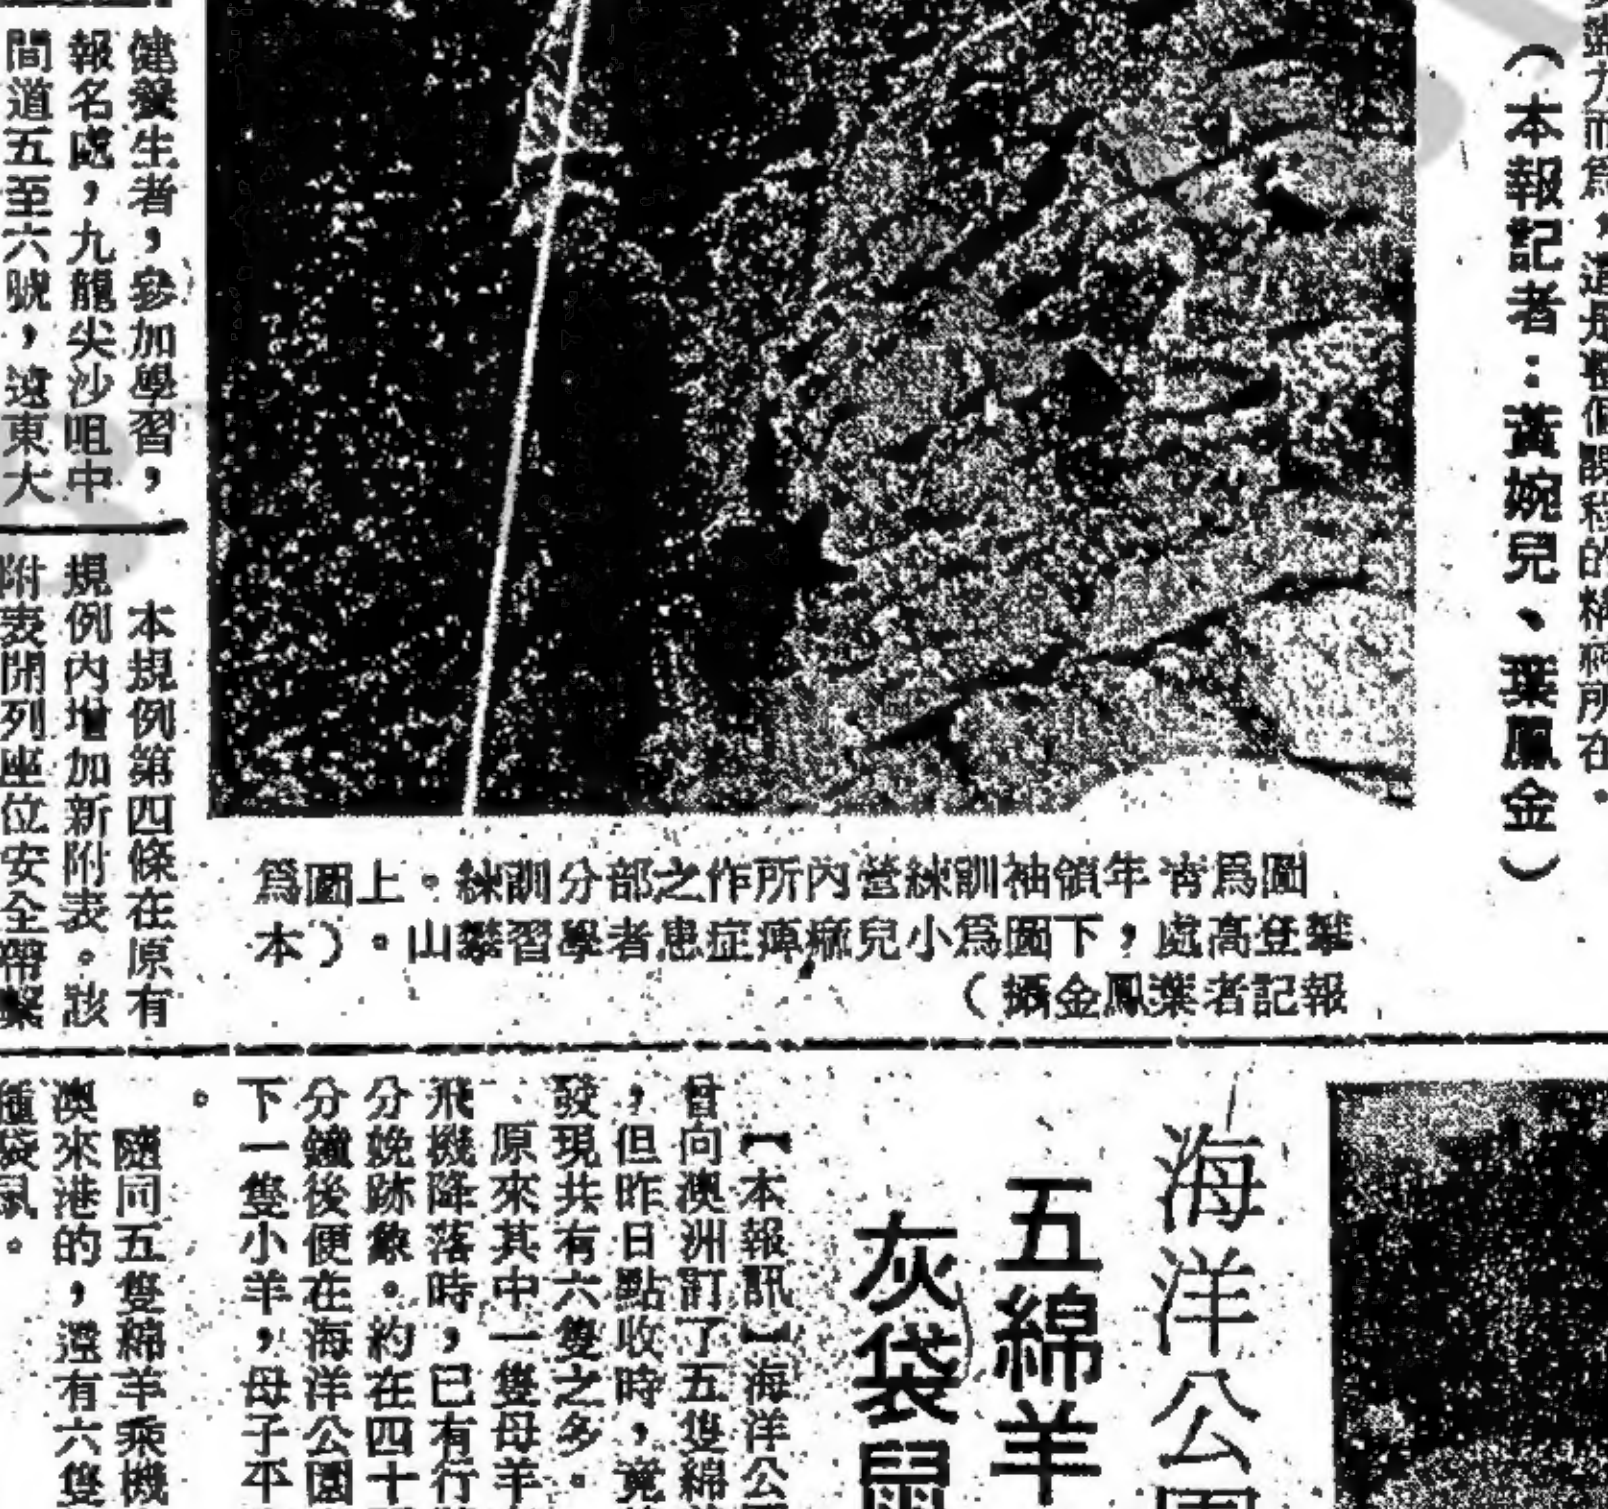 （本報記者：黃婉兒、葉鳳金）
圖爲青年領袖訓練營內所作之部分訓練。上圖爲
攀登高處，下圖爲小兒痲痺症患者學習攀山。（本
報記者葉鳳金攝）
健發生者，參加學習，
報名處，九龍尖沙咀中
間道五至六號，遠東大
本規例第四條在原有
規例內增加新附表。該
附表開列座位安全帶繫
海洋公園
五綿羊
灰袋鼠
【本報訊】海洋公
曾向澳洲訂了五隻綿
，但昨日點收時，竟
發現共有六隻之多。
原來其中一隻母羊
飛機降落時，已有行將
分娩跡象。約在四十
分鐘後便在海洋公園
下一隻小羊，母子平
。
隨同五隻綿羊乘機
澳來港的，還有六隻
種袋鼠。